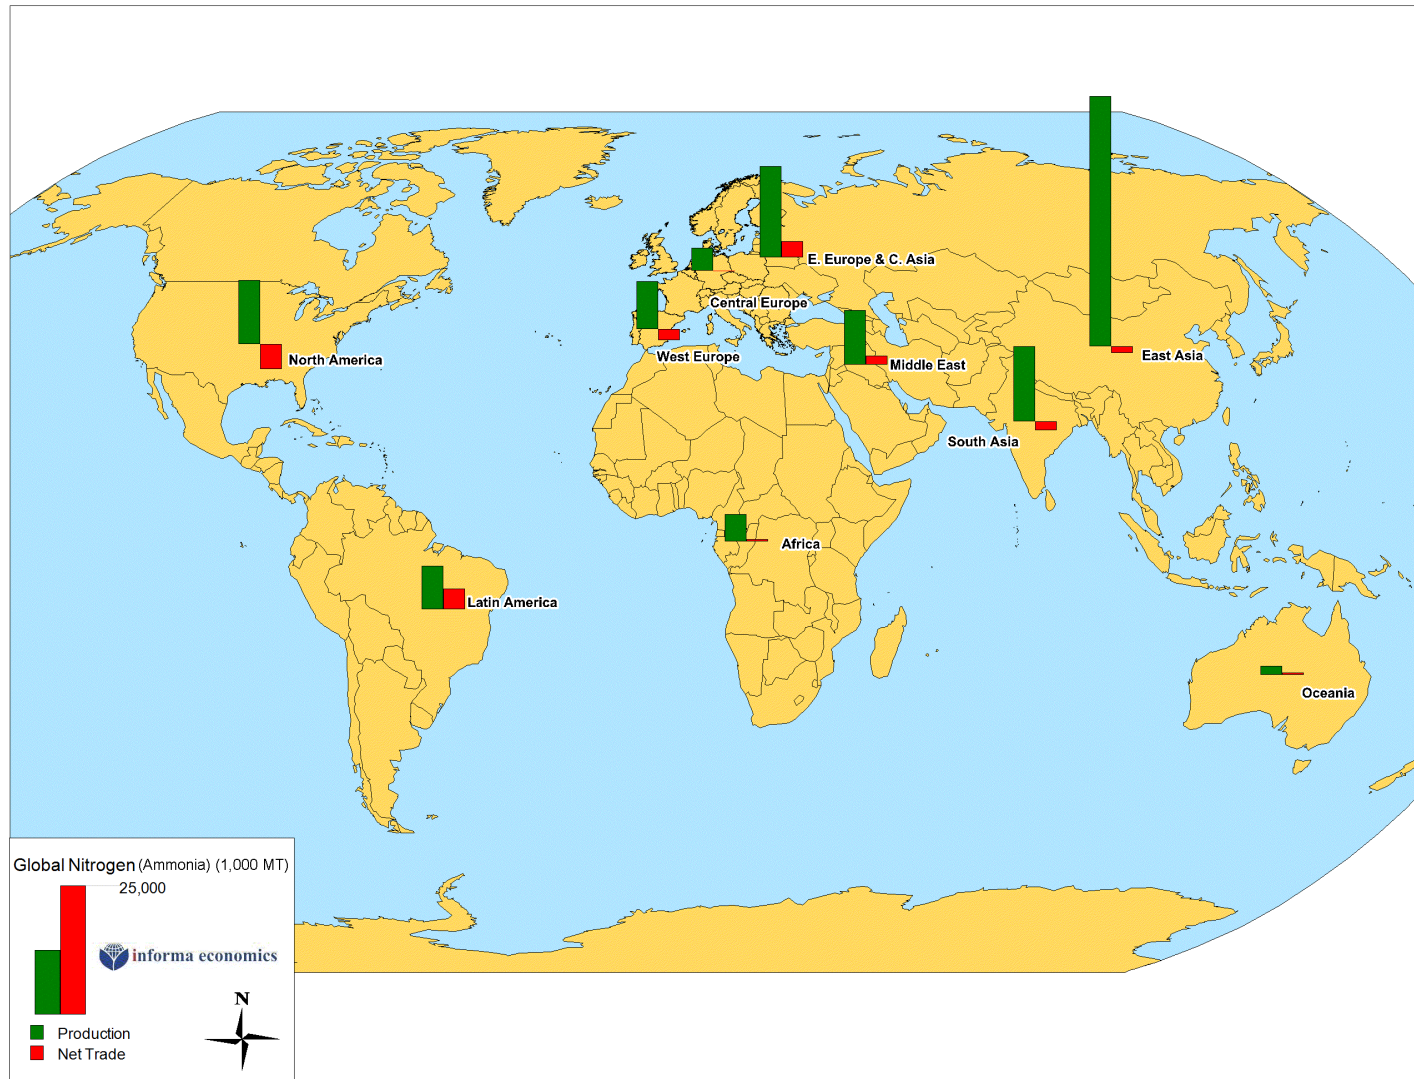 E. Europe & C. Asia
Central Europe
West Europe
North America
Middle East
East Asia
South Asia
Africa
Latin America
Oceania
Global Nitrogen (Ammonia) (1,000 MT)
25,000
informa economics
N
Production
Net Trade